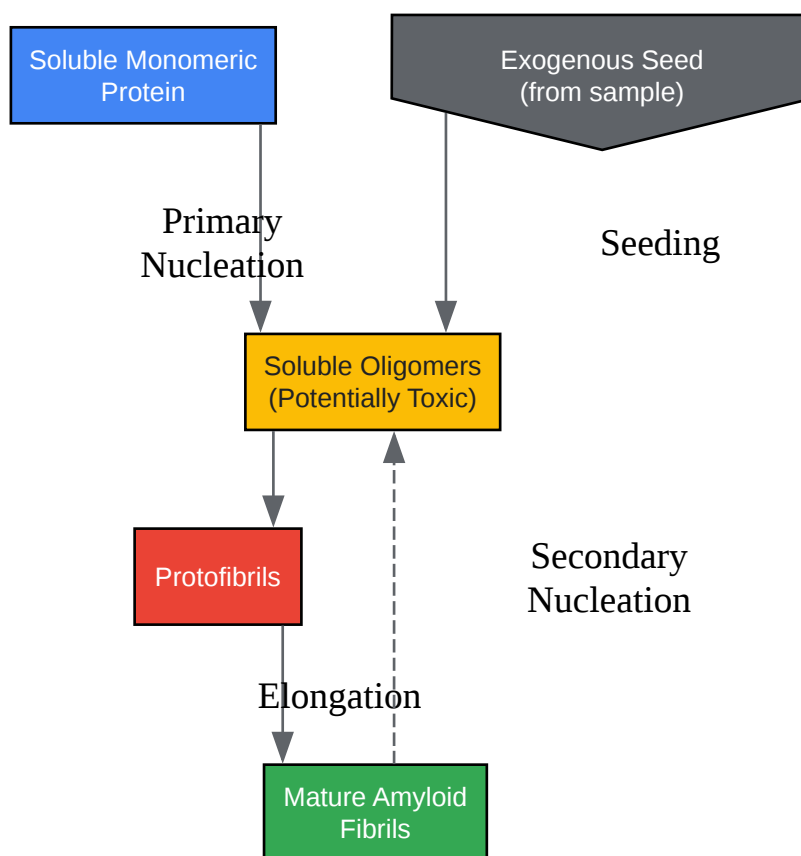 Soluble Monomeric
Protein
Exogenous Seed
(from sample)
Primary
Nucleation
Seeding
Soluble Oligomers
(Potentially Toxic)
Protofibrils
Secondary
Nucleation
Elongation
Mature Amyloid
Fibrils